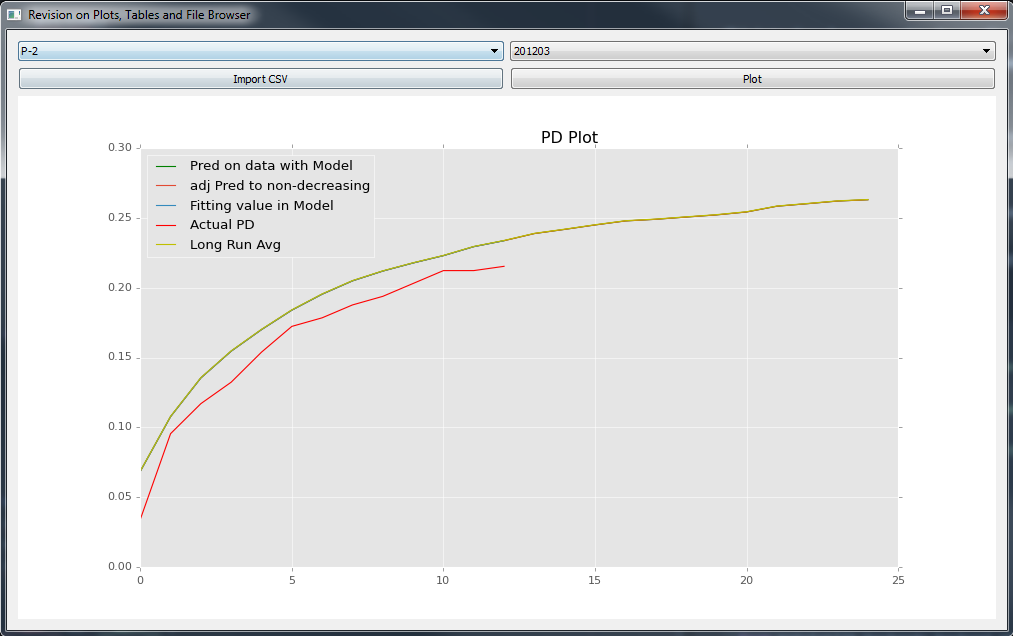 Revision on Plots, Tables and File Browser
P-2
201203
Import CSV
Plot
PD Plot
0.30
0.25
0.20
0.15
0.10
0.05
0.00
Pred on data with Model
adj Pred to non-decreasing
Fitting value in Model
Actual PD
Long Run Avg
0 5 10 15 20 25